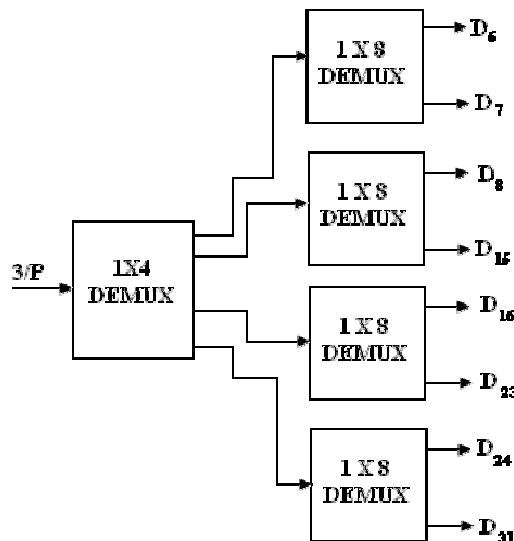 1 X 8
DEMUX
D6
D7
1 X 8
DEMUX
D8
D15
3/P
1X4
DEMUX
1 X 8
DEMUX
D16
D23
1 X 8
DEMUX
D24
D31